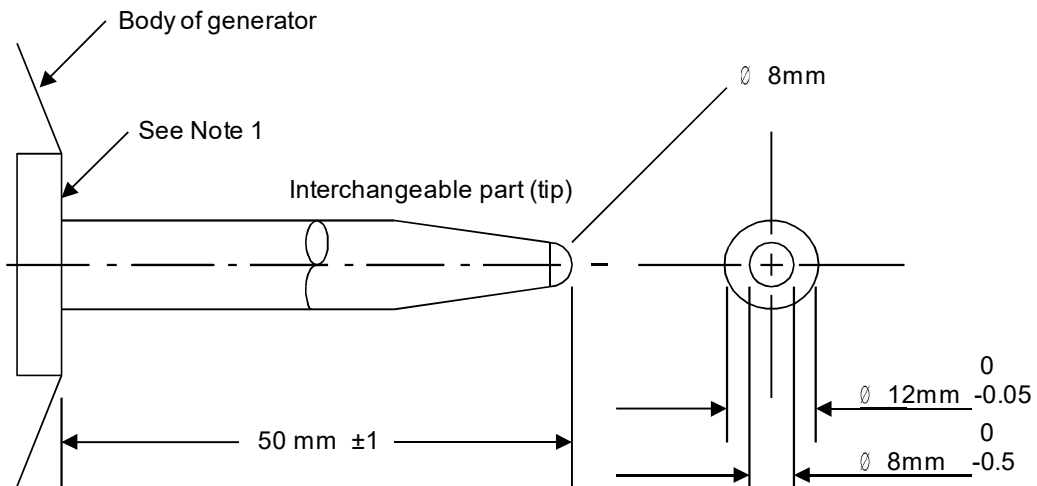 Body of generator
∅ 8mm
See Note 1
Interchangeable part (tip)
0
∅ 12mm -0.05
50 mm ±1
0
∅ 8mm -0.5